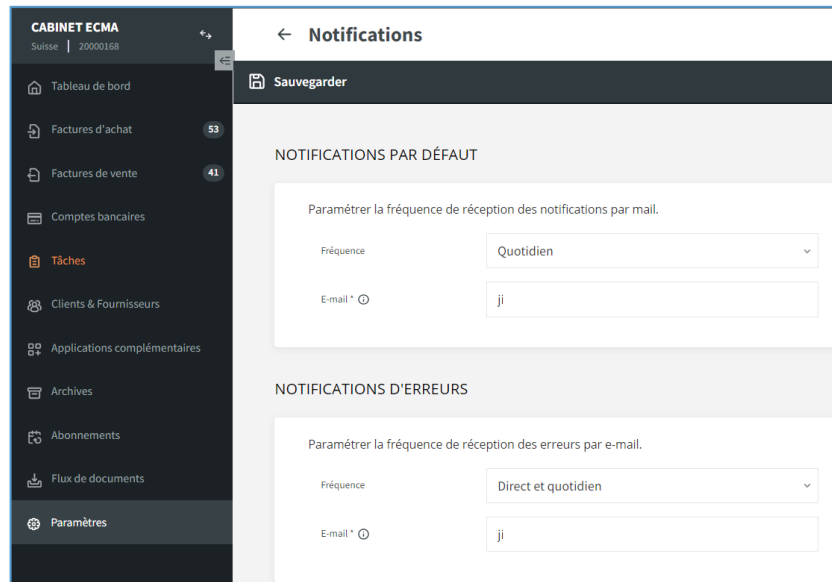 CABINET ECMA
Suisse | 20000168
Tableau de bord
Factures d'achat 53
Factures de vente 41
Comptes bancaires
Tâches
Clients & Fournisseurs
Applications complémentaires
Archives
Abonnements
Flux de documents
Paramètres
Notifications
Sauvegarder
NOTIFICATIONS PAR DÉFAUT
Paramétrer la fréquence de réception des notifications par mail.
Fréquence Quotidien
E-mail * ji
NOTIFICATIONS D'ERREURS
Paramétrer la fréquence de réception des erreurs par e-mail.
Fréquence Direct et quotidien
E-mail * ji